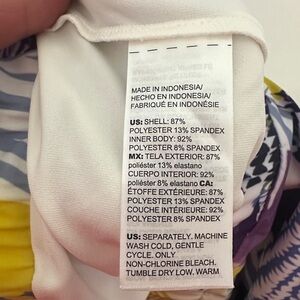 MADE IN INDONESIA/
HECHO EN INDONESIA/
FABRIQUÉ EN INDONÉSIE
US: SHELL: 87%
POLYESTER 13% SPANDEX
INNER BODY: 92%
POLYESTER 8% SPANDEX
MX: TELA EXTERIOR: 87%
poliéster 13% elastano
CUERPO INTERIOR: 92%
poliéster 8% elastano CA:
ÉTOFFE EXTÉRIEURE: 87%
POLYESTER 13% SPANDEX
COUCHE INTÉRIEURE: 92%
POLYESTER 8% SPANDEX
US: SEPARATELY. MACHINE
WASH COLD, GENTLE
CYCLE. ONLY
NON-CHLORINE BLEACH.
TUMBLE DRY LOW. WARM